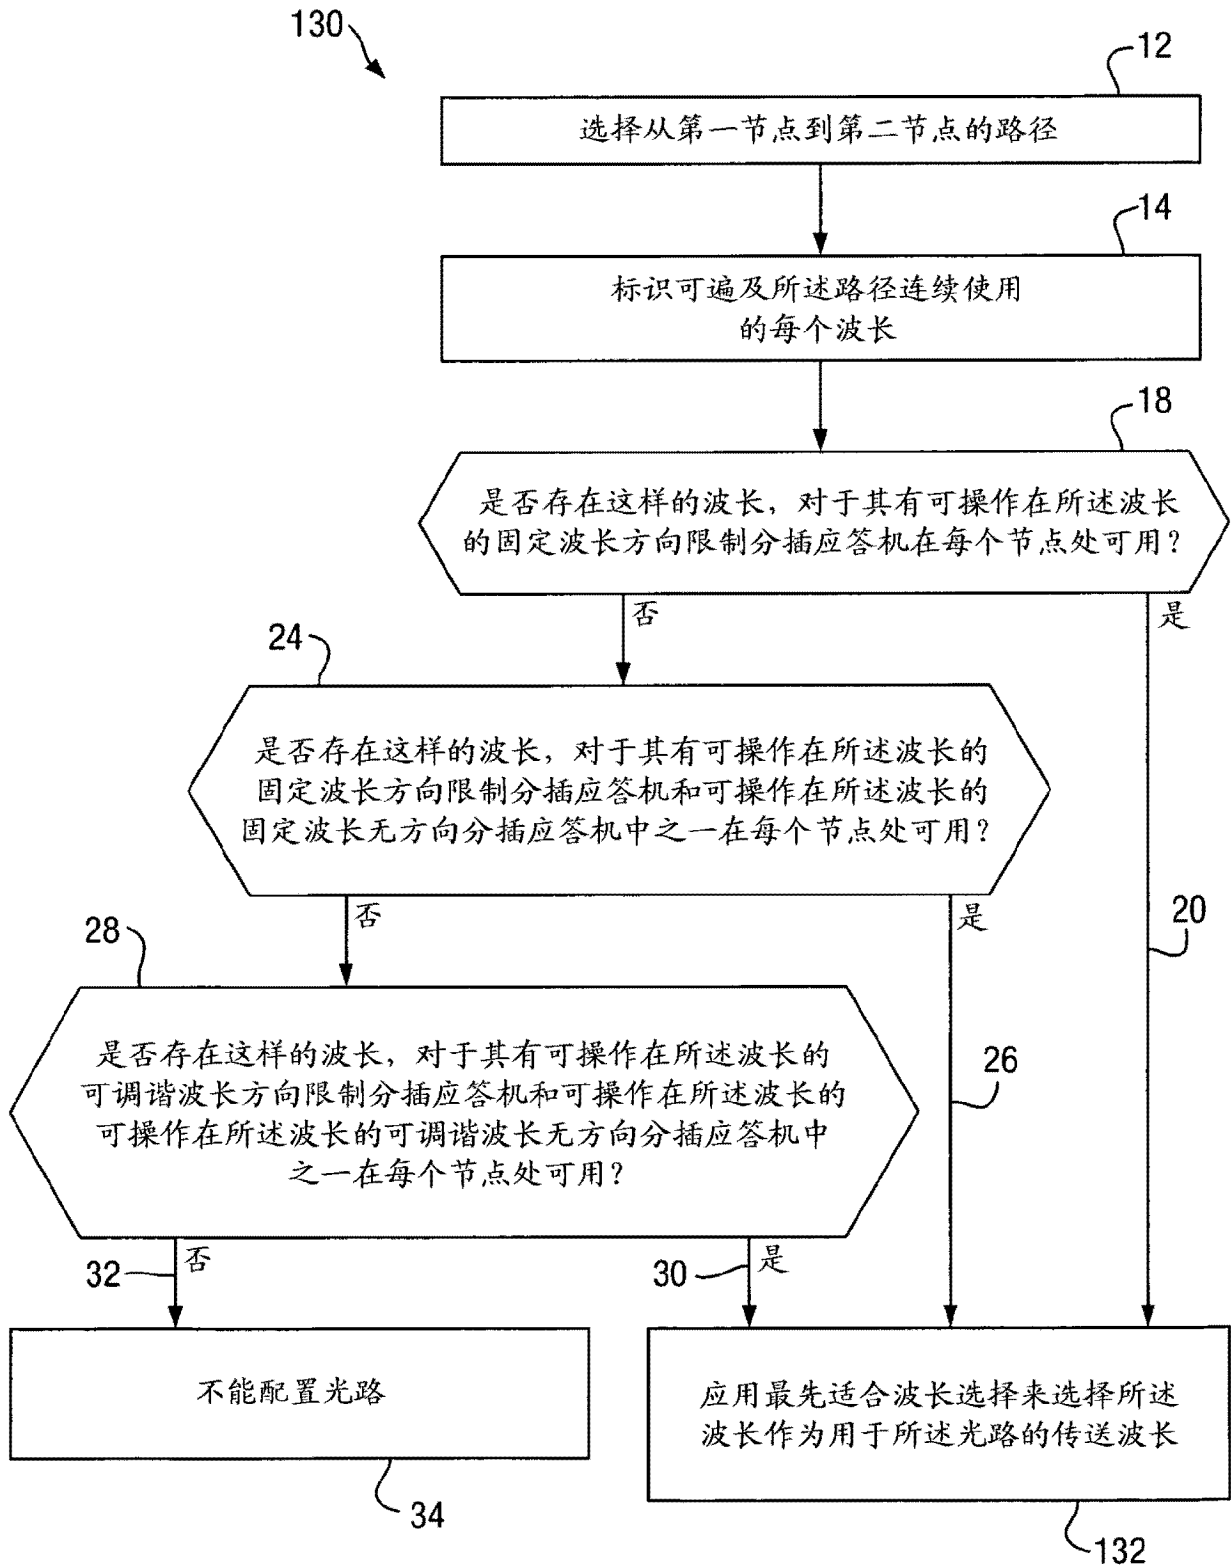 130
12
选择从第一节点到第二节点的路径
14
标识可遍及所述路径连续使用
的每个波长
18
是否存在这样的波长，对于其有可操作在所述波长
的固定波长方向限制分插应答机在每个节点处可用？
否
是
24
是否存在这样的波长，对于其有可操作在所述波长的
固定波长方向限制分插应答机和可操作在所述波长的
固定波长无方向分插应答机中之一在每个节点处可用？
否
是
20
28
是否存在这样的波长，对于其有可操作在所述波长的
可调谐波长方向限制分插应答机和可操作在所述波长的
可操作在所述波长的可调谐波长无方向分插应答机中
之一在每个节点处可用？
26
32
否
30
是
不能配置光路
应用最先适合波长选择来选择所述
波长作为用于所述光路的传送波长
34
132